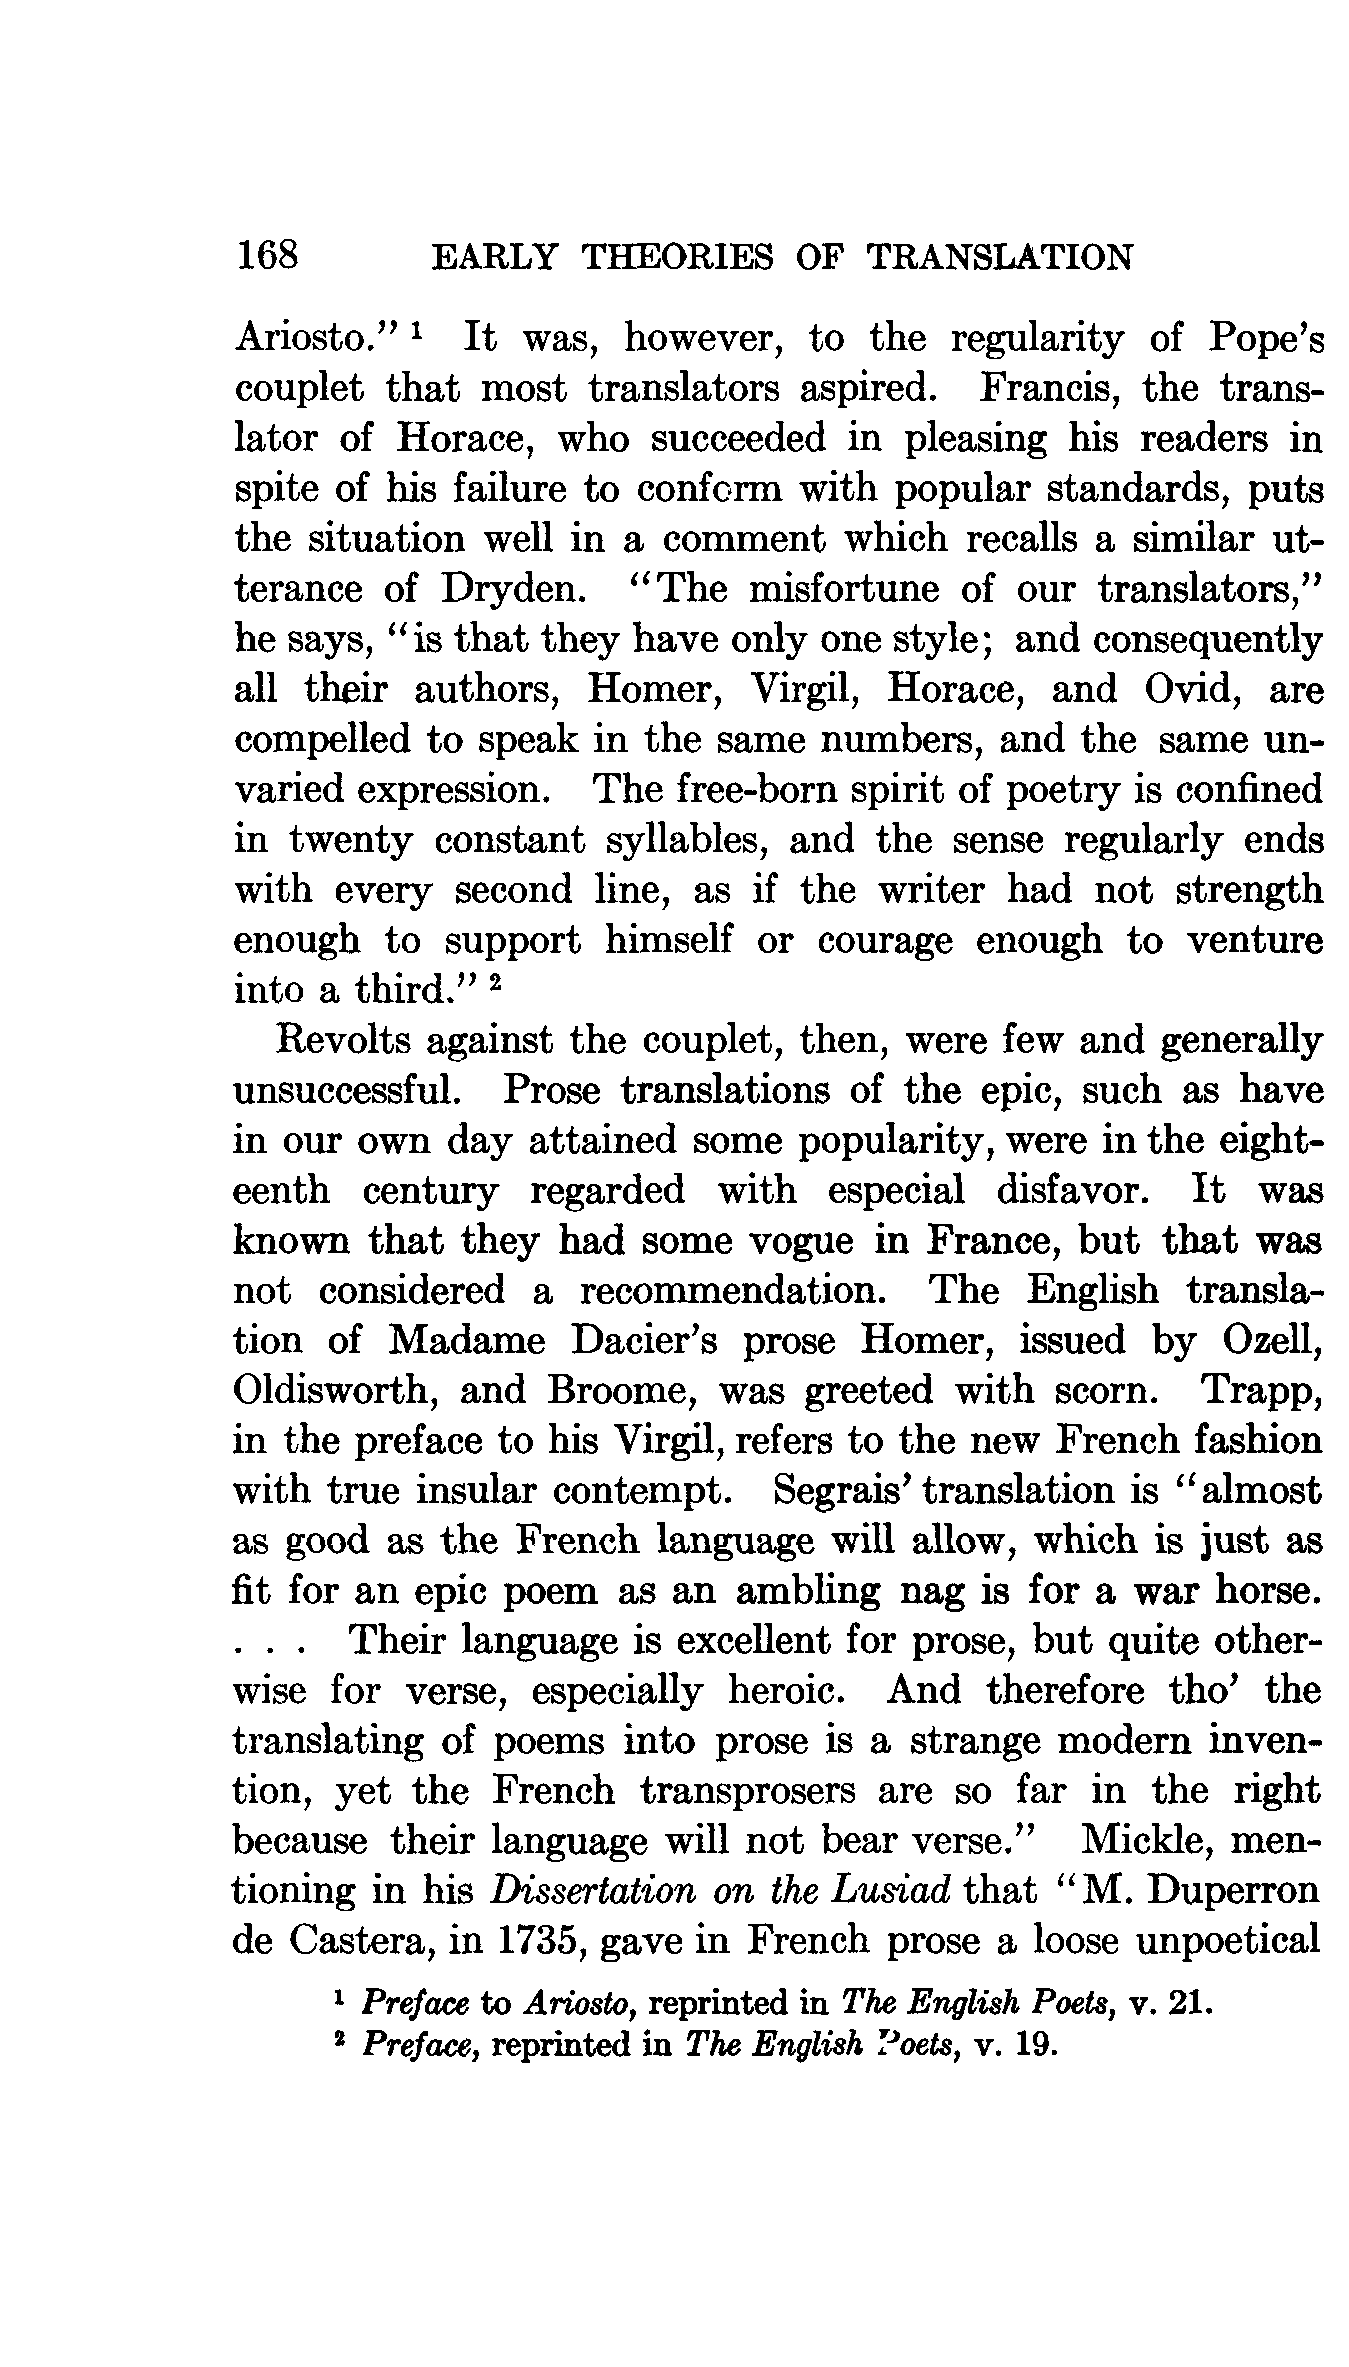 168 EARLY THEORIES OF TRANSLATION
Ariosto." ¹ It was, however, to the regularity of Pope's
couplet that most translators aspired. Francis, the trans-
lator of Horace, who succeeded in pleasing his readers in
spite of his failure to conform with popular standards, puts
the situation well in a comment which recalls a similar ut-
terance of Dryden. "The misfortune of our translators,"
he says, "is that they have only one style; and consequently
all their authors, Homer, Virgil, Horace, and Ovid, are
compelled to speak in the same numbers, and the same un-
varied expression. The free-born spirit of poetry is confined
in twenty constant syllables, and the sense regularly ends
with every second line, as if the writer had not strength
enough to support himself or courage enough to venture
into a third." ²
Revolts against the couplet, then, were few and generally
unsuccessful. Prose translations of the epic, such as have
in our own day attained some popularity, were in the eight-
eenth century regarded with especial disfavor. It was
known that they had some vogue in France, but that was
not considered a recommendation. The English transla-
tion of Madame Dacier's prose Homer, issued by Ozell,
Oldisworth, and Broome, was greeted with scorn. Trapp,
in the preface to his Virgil, refers to the new French fashion
with true insular contempt. Segrais' translation is "almost
as good as the French language will allow, which is just as
fit for an epic poem as an ambling nag is for a war horse.
. . . Their language is excellent for prose, but quite other-
wise for verse, especially heroic. And therefore tho' the
translating of poems into prose is a strange modern inven-
tion, yet the French transprosers are so far in the right
because their language will not bear verse." Mickle, men-
tioning in his Dissertation on the Lusiad that "M. Duperron
de Castera, in 1735, gave in French prose a loose unpoetical
¹ Preface to Ariosto, reprinted in The English Poets, v. 21.
² Preface, reprinted in The English Poets, v. 19.